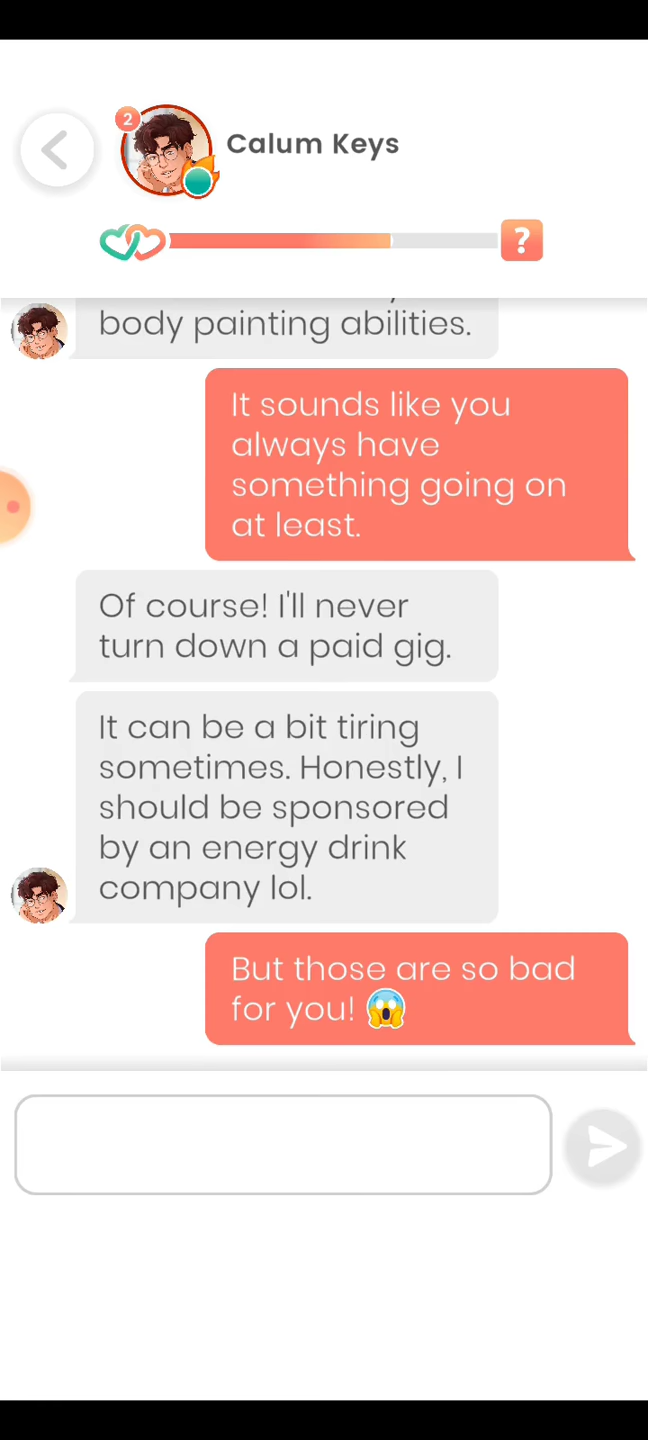 2
Calum Keys
?
body painting abilities.
It sounds like you
always have
something going on
at least.
Of course! I'll never
turn down a paid gig.
It can be a bit tiring
sometimes. Honestly, I
should be sponsored
by an energy drink
company lol.
But those are so bad
for you! 😱